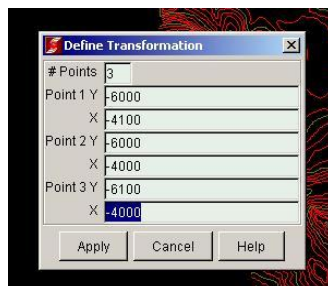 Define Transformation
# Points 3
Point 1 Y -6000
X -4100
Point 2 Y -6000
X -4000
Point 3 Y -6100
X -4000
Apply Cancel Help